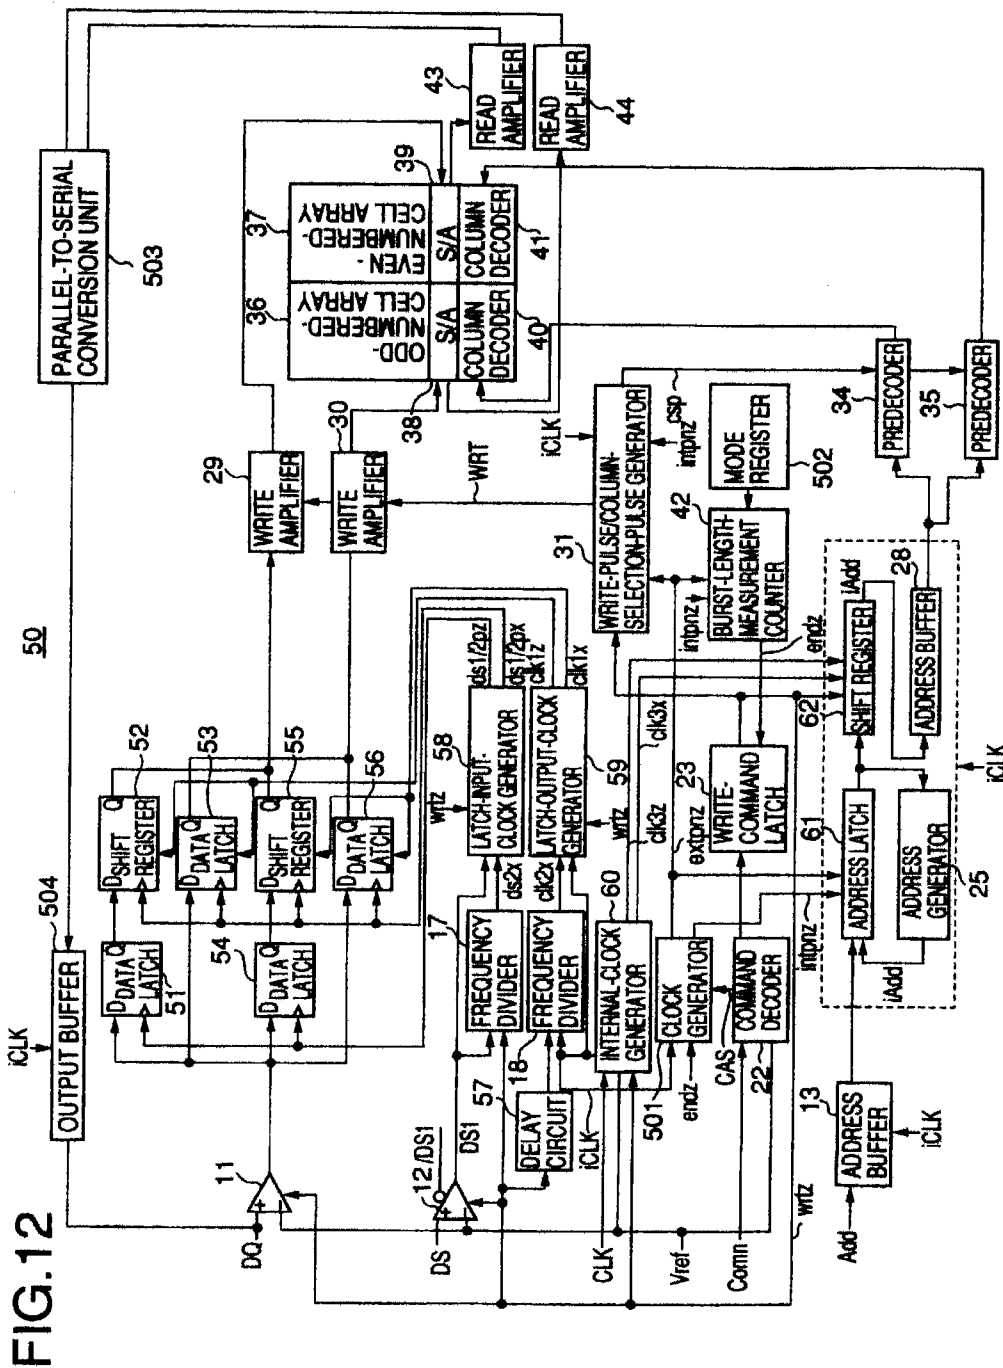 FIG.12
50
iCLK
504
OUTPUT BUFFER
PARALLEL-TO-SERIAL
CONVERSION UNIT
503
DQ
11
D
DATA
LATCH
Q
51
D
SHIFT
REGISTER
Q
52
D
DATA
LATCH
Q
53
D
DATA
LATCH
Q
54
D
SHIFT
REGISTER
Q
55
D
DATA
LATCH
Q
56
29
WRITE
AMPLIFIER
30
WRITE
AMPLIFIER
WRT
36
ODD-
NUMBERED
CELL ARRAY
37
EVEN-
NUMBERED
CELL ARRAY
38
S/A
S/A
39
COLUMN
DECODER
40
COLUMN
DECODER
41
43
READ
AMPLIFIER
READ
AMPLIFIER
44
DS
12
/DS1
DS1
17
FREQUENCY
DIVIDER
ds2x
wrtz
58
LATCH-INPUT-
CLOCK GENERATOR
ds1/2pz
ds1/2px
57
DELAY
CIRCUIT
18
FREQUENCY
DIVIDER
clk2x
LATCH-OUTPUT-CLOCK
GENERATOR
59
clk1z
clk1x
wrtz
iCLK
CLK
INTERNAL-CLOCK
GENERATOR
60
clk3z
clk3x
501
CLOCK
GENERATOR
endz
extpnz
intpnz
CAS
Vref
Comn
COMMAND
DECODER
22
23
WRITE-
COMMAND
LATCH
endz
31
WRITE-PULSE/COLUMN-
SELECTION-PULSE GENERATOR
iCLK
intpnz
csp
intpnz
42
BURST-LENGTH-
MEASUREMENT
COUNTER
MODE
REGISTER
502
34
PREDECODER
35
PREDECODER
wrtz
Add
13
ADDRESS
BUFFER
iCLK
61
ADDRESS LATCH
iAdd
ADDRESS
GENERATOR
25
62
SHIFT REGISTER
iAdd
28
ADDRESS BUFFER
iCLK